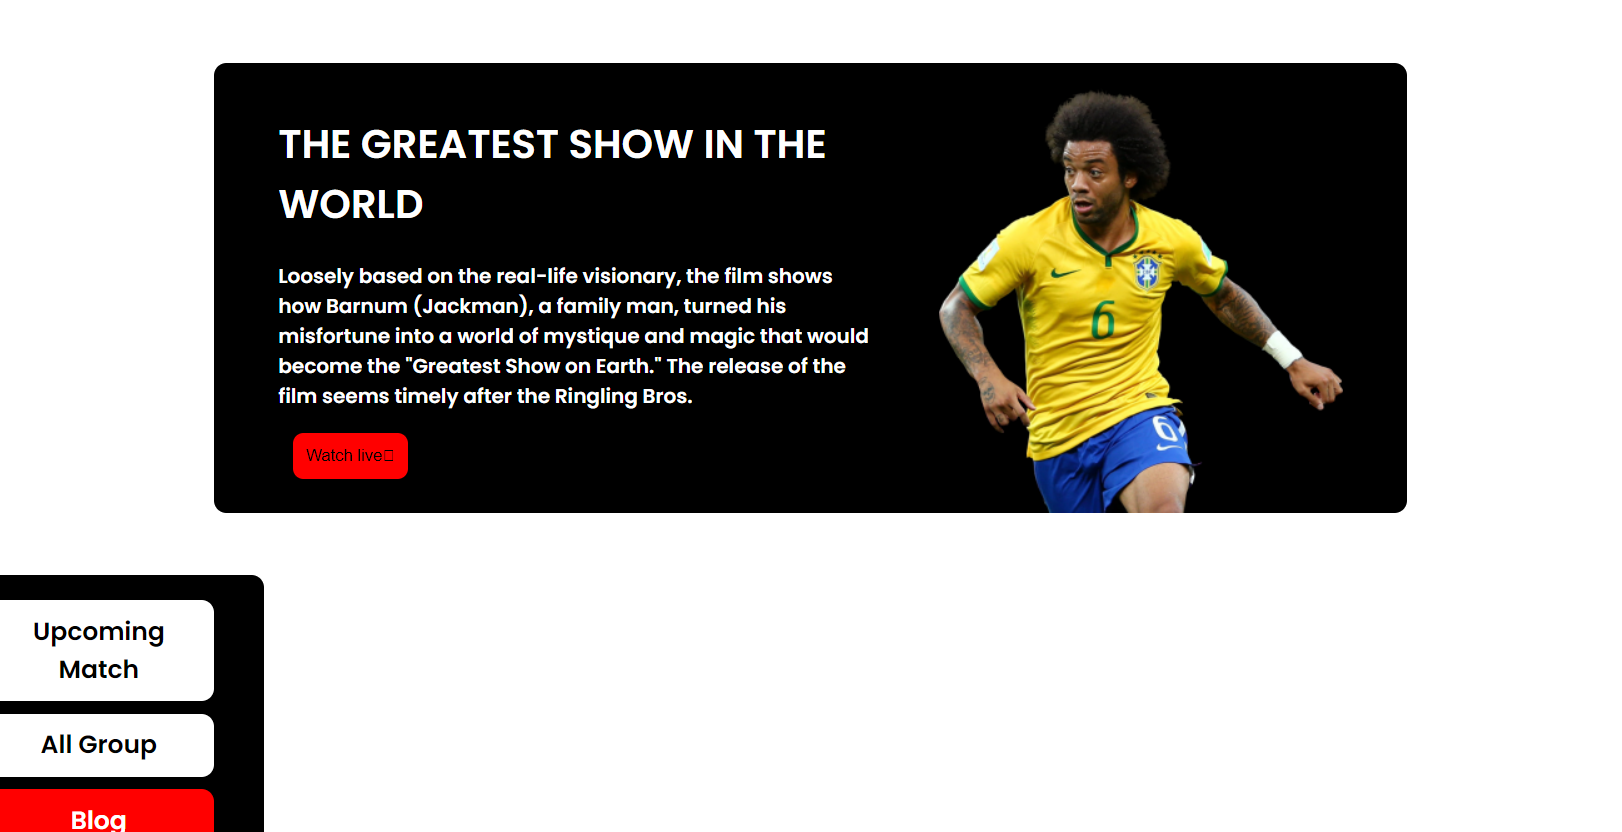 THE GREATEST SHOW IN THE
WORLD
Loosely based on the real-life visionary, the film shows
how Barnum (Jackman), a family man, turned his
misfortune into a world of mystique and magic that would
become the "Greatest Show on Earth." The release of the
film seems timely after the Ringling Bros.
Watch live
6
6
Upcoming
Match
All Group
Blog